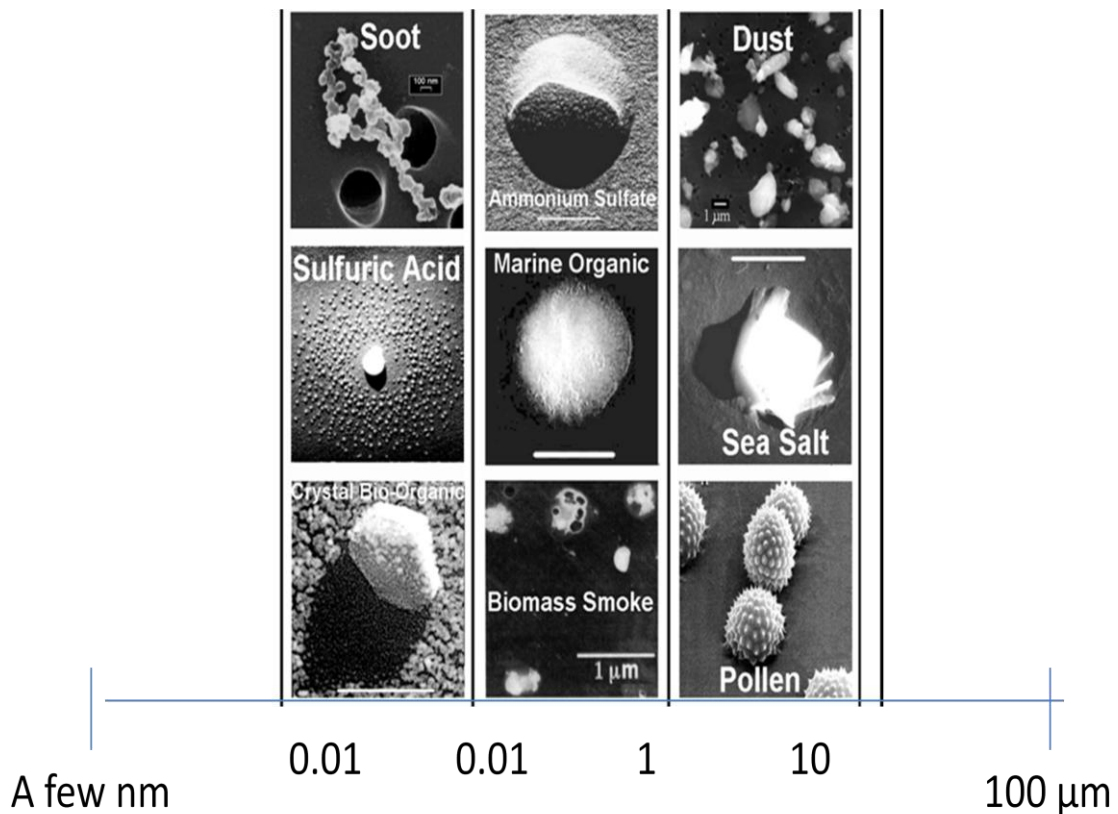 Soot
100 nm
Ammonium Sulfate
Dust
1 µm
Sulfuric Acid
Marine Organic
Sea Salt
Crystal Bio-Organic
Biomass Smoke
1 µm
Pollen
0.01 0.01 1 10
A few nm 100 µm